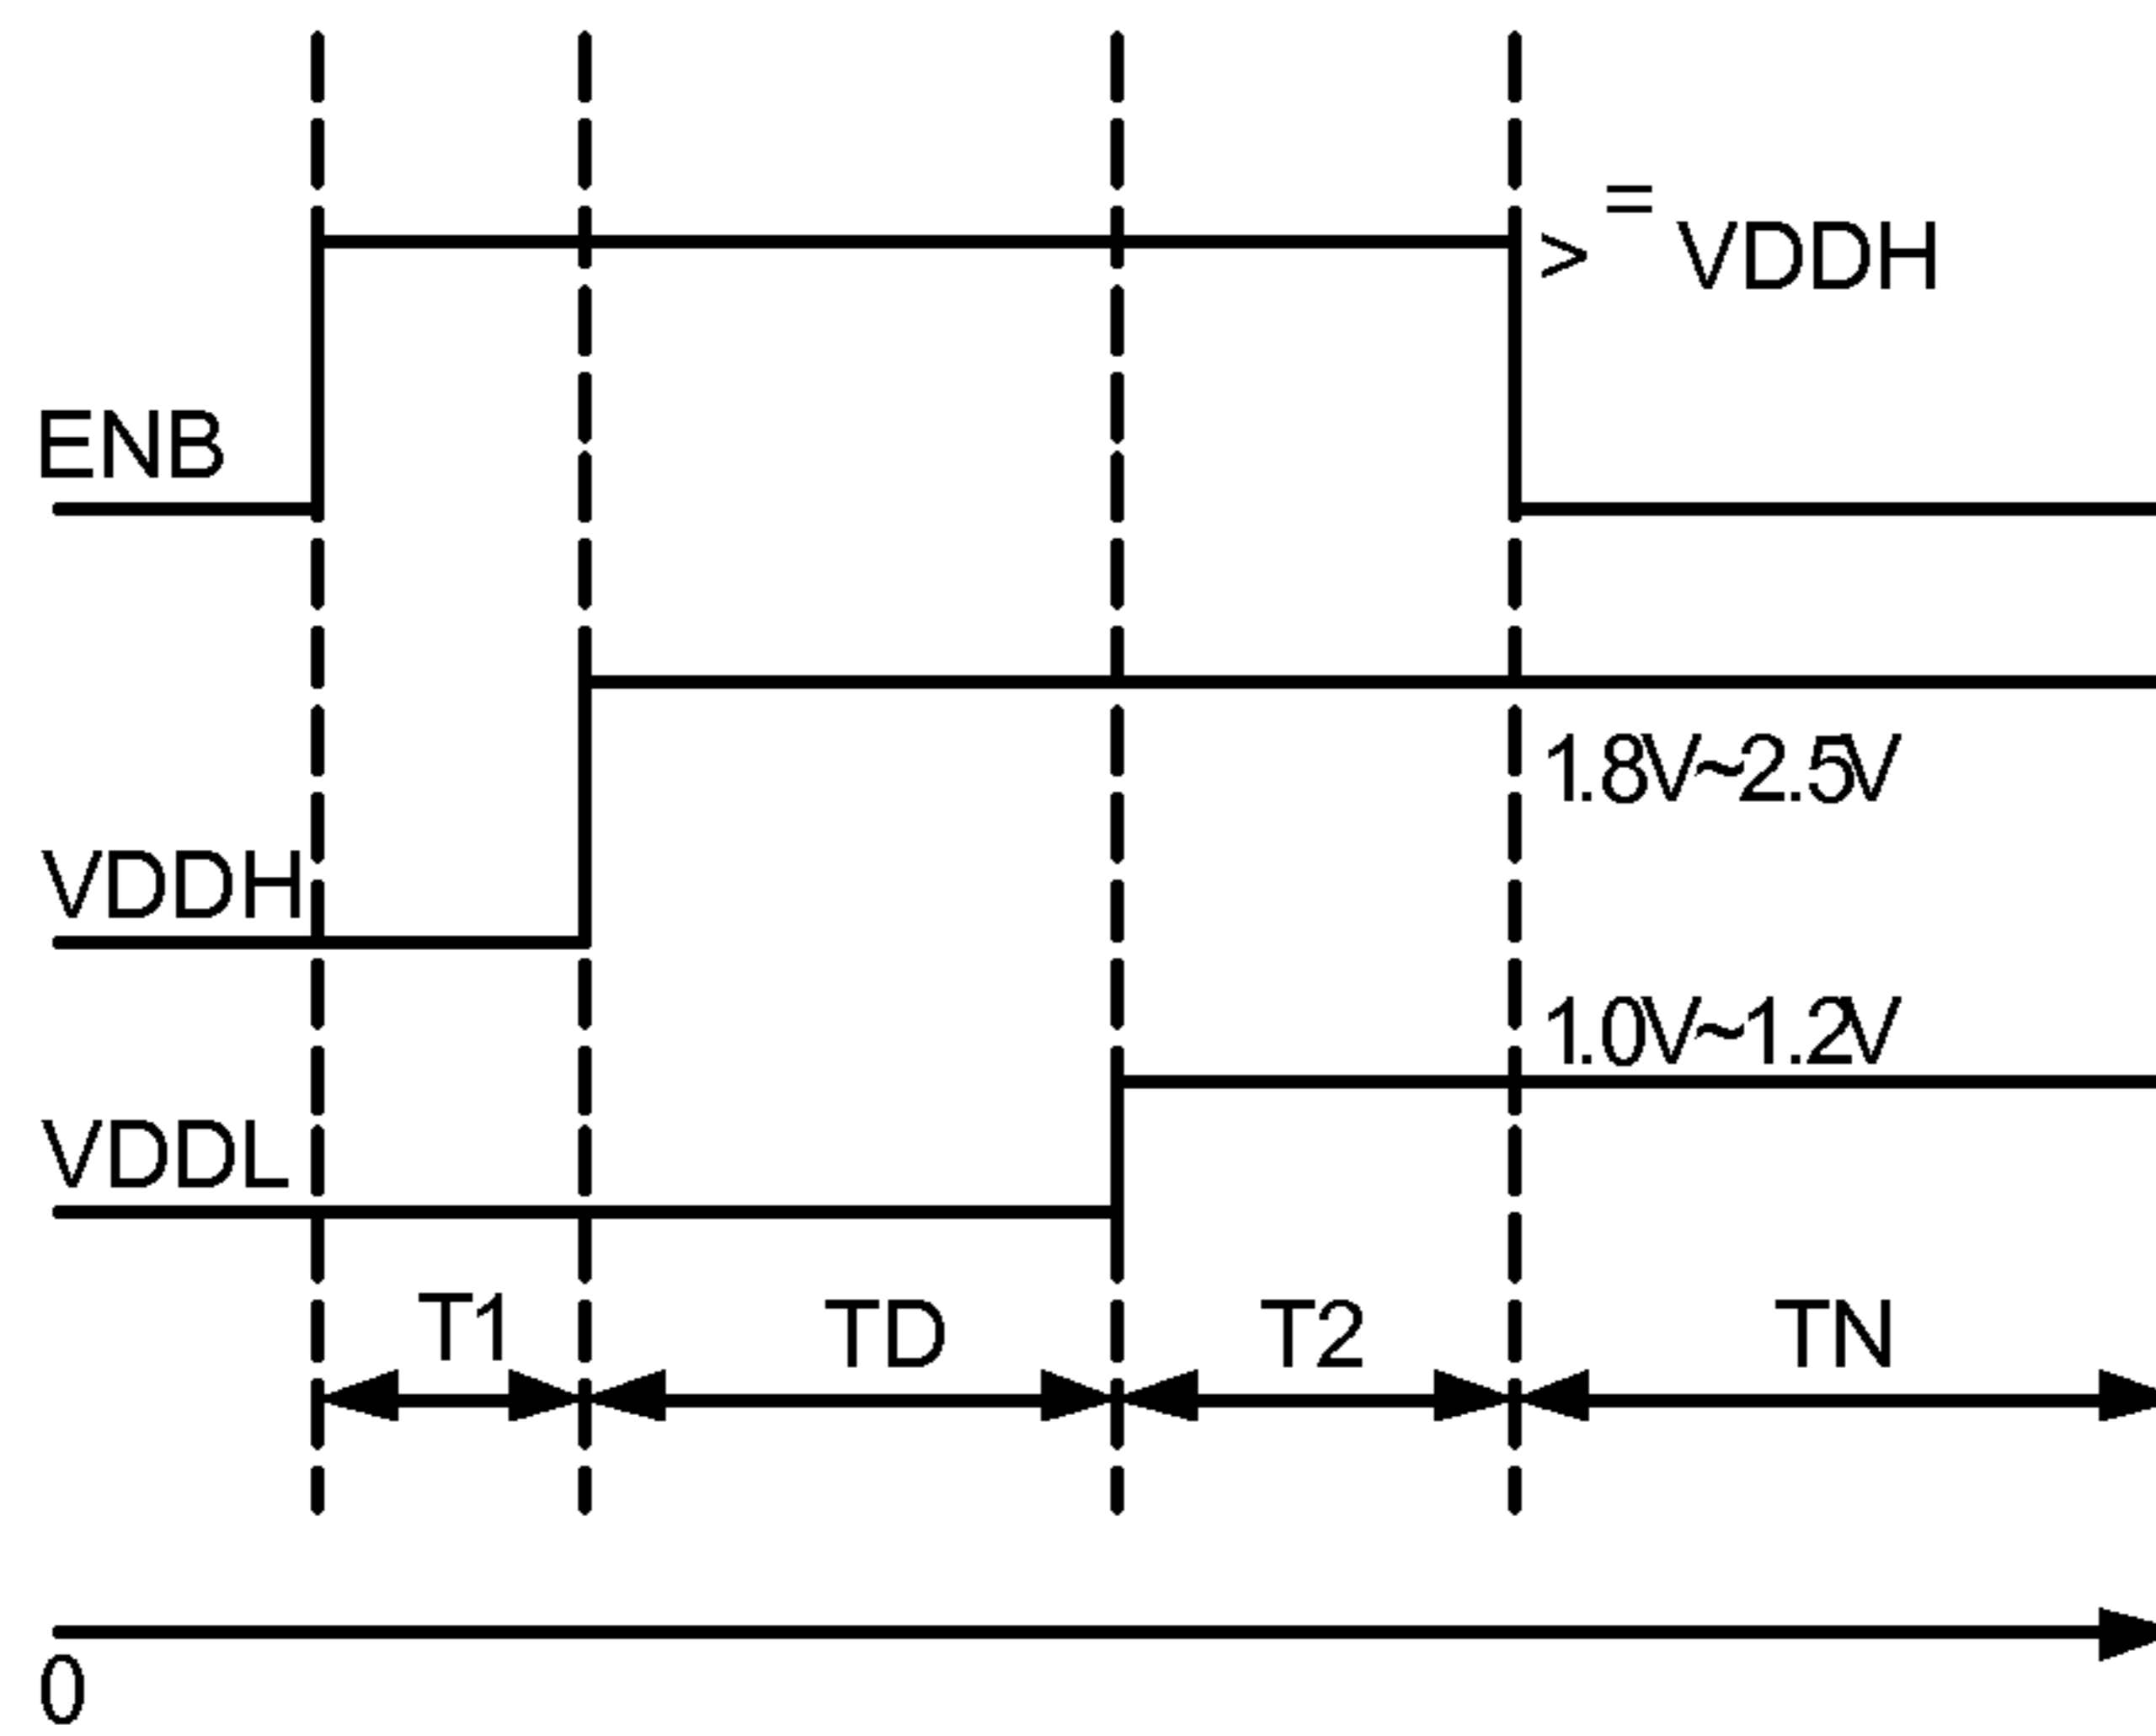 > = VDDH
ENB
1.8V~2.5V
VDDH
1.0V~1.2V
VDDL
T1 TD T2 TN
0